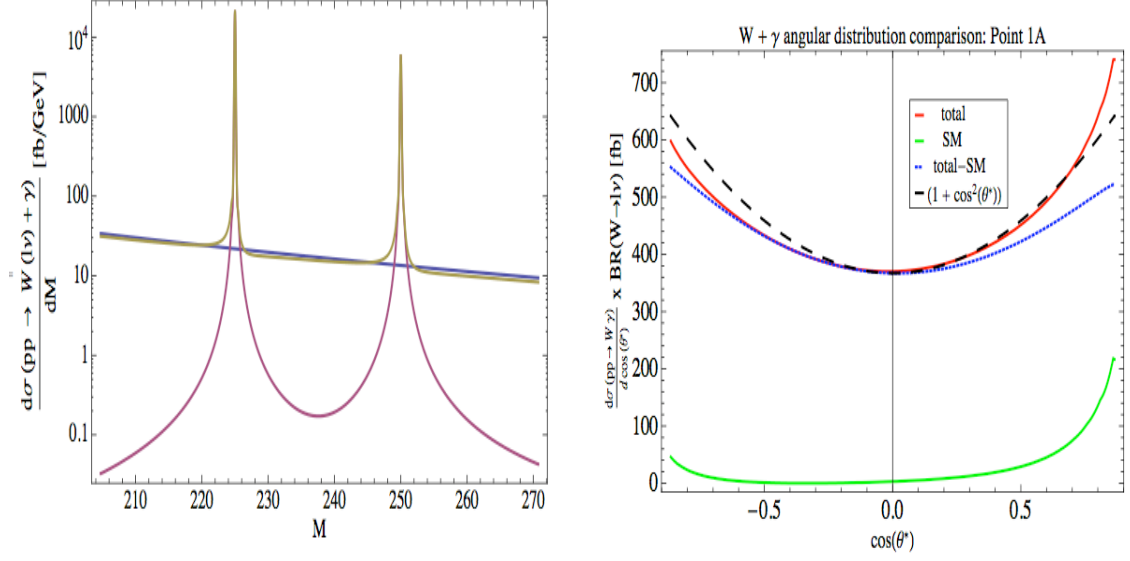 dσ (pp → W (lν) + γ) [fb/GeV]
dM
10⁴
1000
100
10
1
0.1
210 220 230 240 250 260 270
M
W + γ angular distribution comparison: Point 1A
dσ (pp → W γ) x BR(W→lν) [fb]
d cos (θ*)
700
600
500
400
300
200
100
0
total
SM
total−SM
(1 + cos²(θ*))
−0.5 0.0 0.5
cos(θ*)